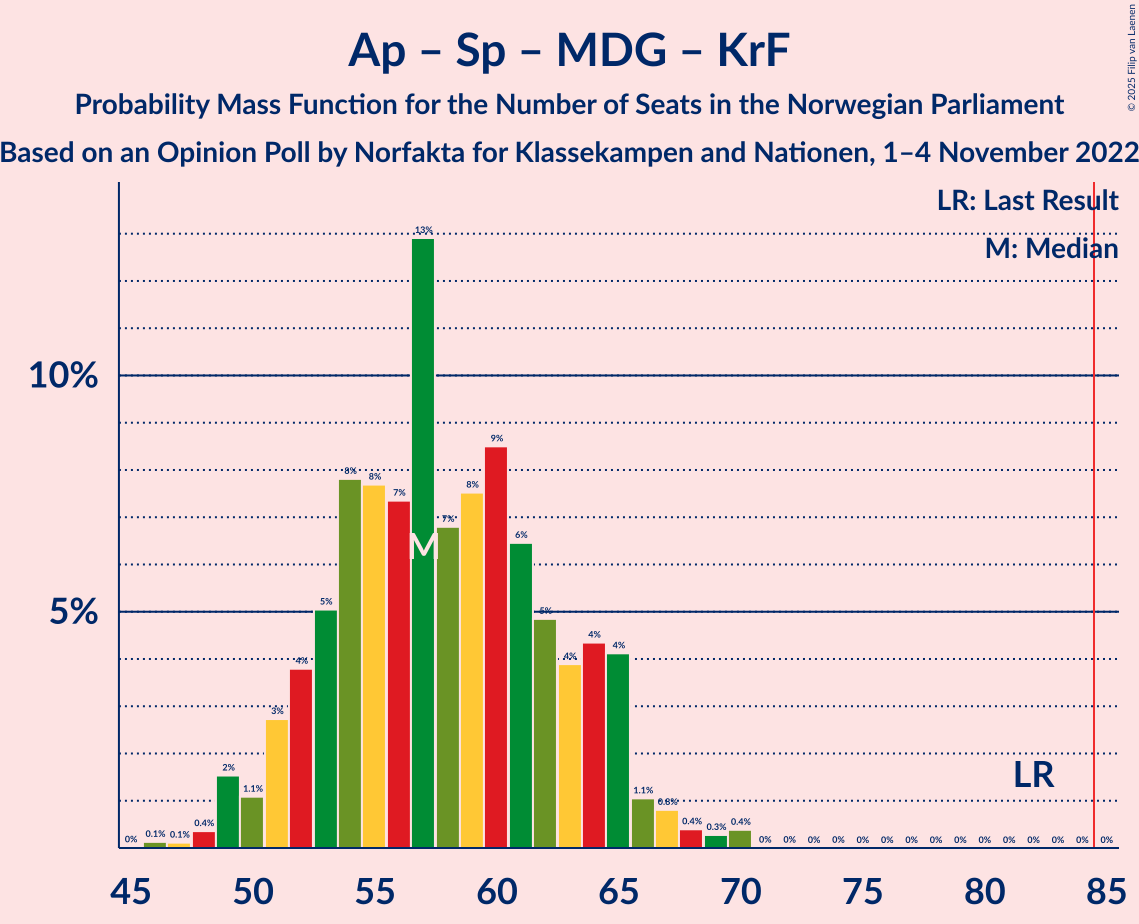 Ap – Sp – MDG – KrF
Probability Mass Function for the Number of Seats in the Norwegian Parliament
Based on an Opinion Poll by Norfakta for Klassekampen and Nationen, 1–4 November 2022
© 2025 Filip van Laenen
LR: Last Result
M: Median
13%
10%
9%
8% 8% 7% 7% 8%
M
6%
5%
5% 5%
4% 4% 4% 4%
3%
LR
2% 1.1% 1.1% 0.8%
0% 0.1% 0.1% 0.4% 0.4% 0.3% 0.4% 0% 0% 0% 0% 0% 0% 0% 0% 0% 0% 0% 0% 0% 0% 0%
45 50 55 60 65 70 75 80 85